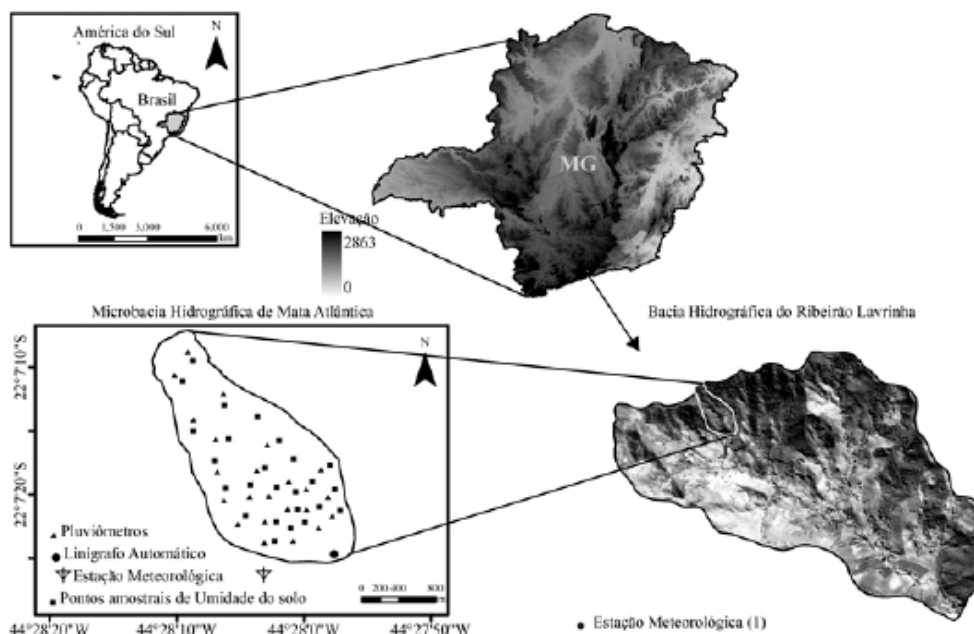 América do Sul
N
Brasil
0 1,500 3,000 6,000
km
MG
Elevação
2863
0
Microbacia Hidrográfica de Mata Atlântica
Bacia Hidrográfica do Ribeirão Lavrinha
N
22°7'10"S
22°7'20"S
Pluviômetros
Linígrafo Automático
Estação Meteorológica
Pontos amostrais de Umidade do solo
0 200 400 800
m
44°28'20"W 44°28'10"W 44°28'0"W 44°27'50"W
Estação Meteorológica (1)